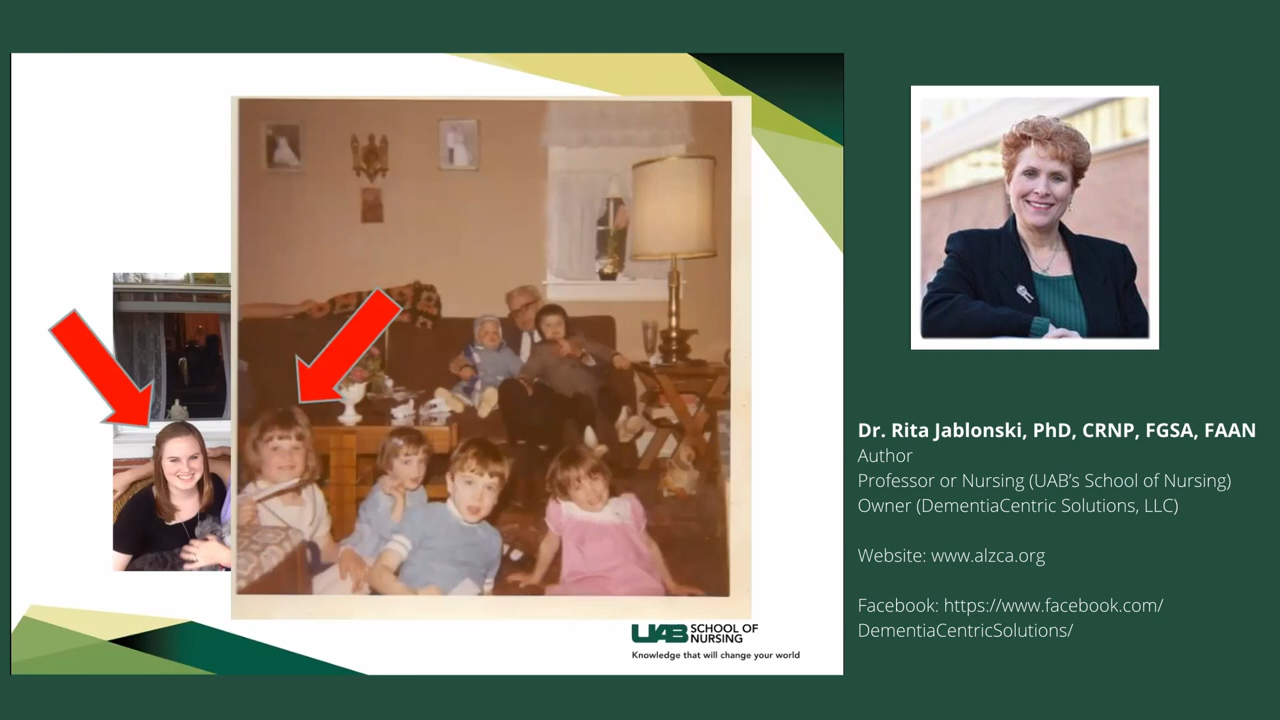 UAB SCHOOL OF
NURSING
Knowledge that will change your world
Dr. Rita Jablonski, PhD, CRNP, FGSA, FAAN
Author
Professor or Nursing (UAB's School of Nursing)
Owner (DementiaCentric Solutions, LLC)
Website: www.alzca.org
Facebook: https://www.facebook.com/
DementiaCentricSolutions/